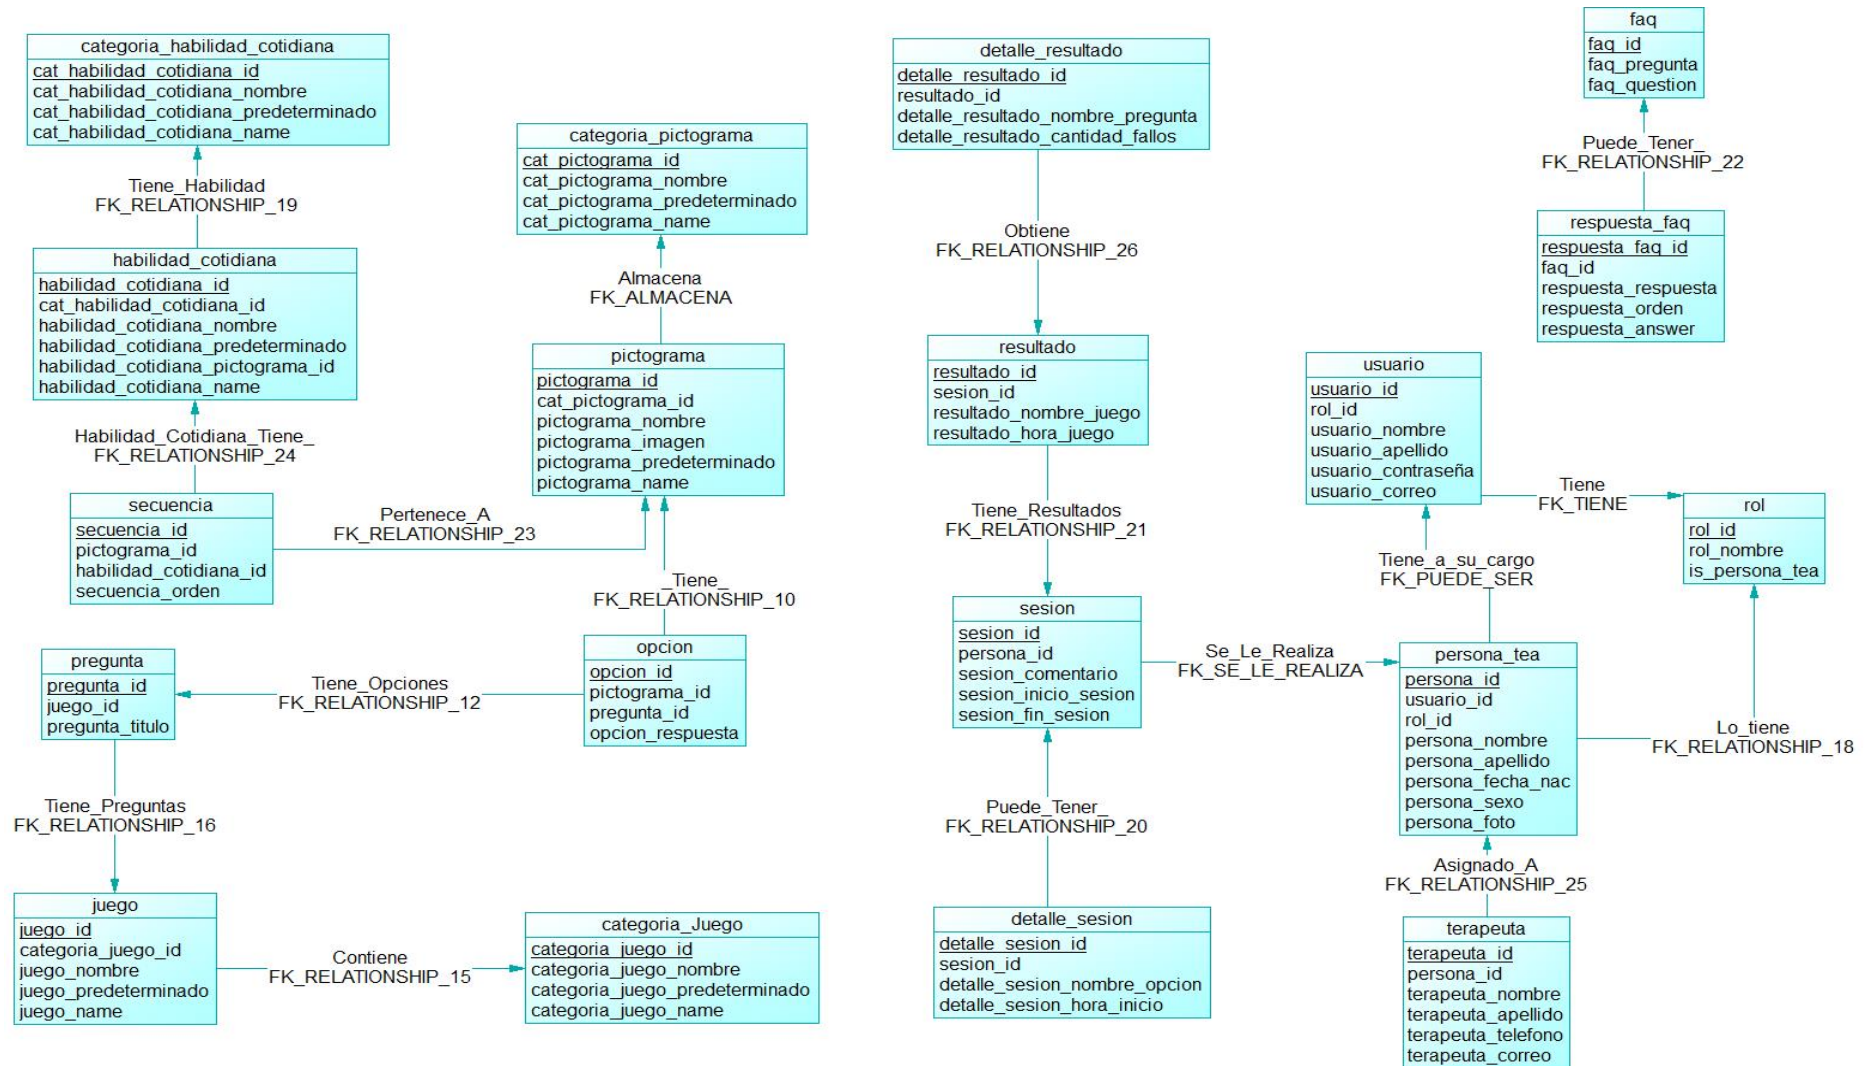 categoria_habilidad_cotidiana
cat_habilidad_cotidiana_id
cat_habilidad_cotidiana_nombre
cat_habilidad_cotidiana_predeterminado
cat_habilidad_cotidiana_name
Tiene_Habilidad
FK_RELATIONSHIP_19
habilidad_cotidiana
habilidad_cotidiana_id
cat_habilidad_cotidiana_id
habilidad_cotidiana_nombre
habilidad_cotidiana_predeterminado
habilidad_cotidiana_pictograma_id
habilidad_cotidiana_name
Habilidad_Cotidiana_Tiene_
FK_RELATIONSHIP_24
secuencia
secuencia_id
pictograma_id
habilidad_cotidiana_id
secuencia_orden
Pertenece_A
FK_RELATIONSHIP_23
categoria_pictograma
cat_pictograma_id
cat_pictograma_nombre
cat_pictograma_predeterminado
cat_pictograma_name
Almacena
FK_ALMACENA
pictograma
pictograma_id
cat_pictograma_id
pictograma_nombre
pictograma_imagen
pictograma_predeterminado
pictograma_name
_Tiene_
FK_RELATIONSHIP_10
opcion
opcion_id
pictograma_id
pregunta_id
opcion_respuesta
Tiene_Opciones
FK_RELATIONSHIP_12
pregunta
pregunta_id
juego_id
pregunta_titulo
Tiene_Preguntas
FK_RELATIONSHIP_16
juego
juego_id
categoria_juego_id
juego_nombre
juego_predeterminado
juego_name
Contiene
FK_RELATIONSHIP_15
categoria_Juego
categoria_juego_id
categoria_juego_nombre
categoria_juego_predeterminado
categoria_juego_name
detalle_resultado
detalle_resultado_id
resultado_id
detalle_resultado_nombre_pregunta
detalle_resultado_cantidad_fallos
Obtiene
FK_RELATIONSHIP_26
resultado
resultado_id
sesion_id
resultado_nombre_juego
resultado_hora_juego
Tiene_Resultados
FK_RELATIONSHIP_21
sesion
sesion_id
persona_id
sesion_comentario
sesion_inicio_sesion
sesion_fin_sesion
Se_Le_Realiza
FK_SE_LE_REALIZA
Puede_Tener_
FK_RELATIONSHIP_20
detalle_sesion
detalle_sesion_id
sesion_id
detalle_sesion_nombre_opcion
detalle_sesion_hora_inicio
faq
faq_id
faq_pregunta
faq_question
Puede_Tener_
FK_RELATIONSHIP_22
respuesta_faq
respuesta_faq_id
faq_id
respuesta_respuesta
respuesta_orden
respuesta_answer
usuario
usuario_id
rol_id
usuario_nombre
usuario_apellido
usuario_contraseña
usuario_correo
Tiene
FK_TIENE
rol
rol_id
rol_nombre
is_persona_tea
Tiene_a_su_cargo
FK_PUEDE_SER
persona_tea
persona_id
usuario_id
rol_id
persona_nombre
persona_apellido
persona_fecha_nac
persona_sexo
persona_foto
Lo_tiene
FK_RELATIONSHIP_18
Asignado_A
FK_RELATIONSHIP_25
terapeuta
terapeuta_id
persona_id
terapeuta_nombre
terapeuta_apellido
terapeuta_telefono
terapeuta_correo